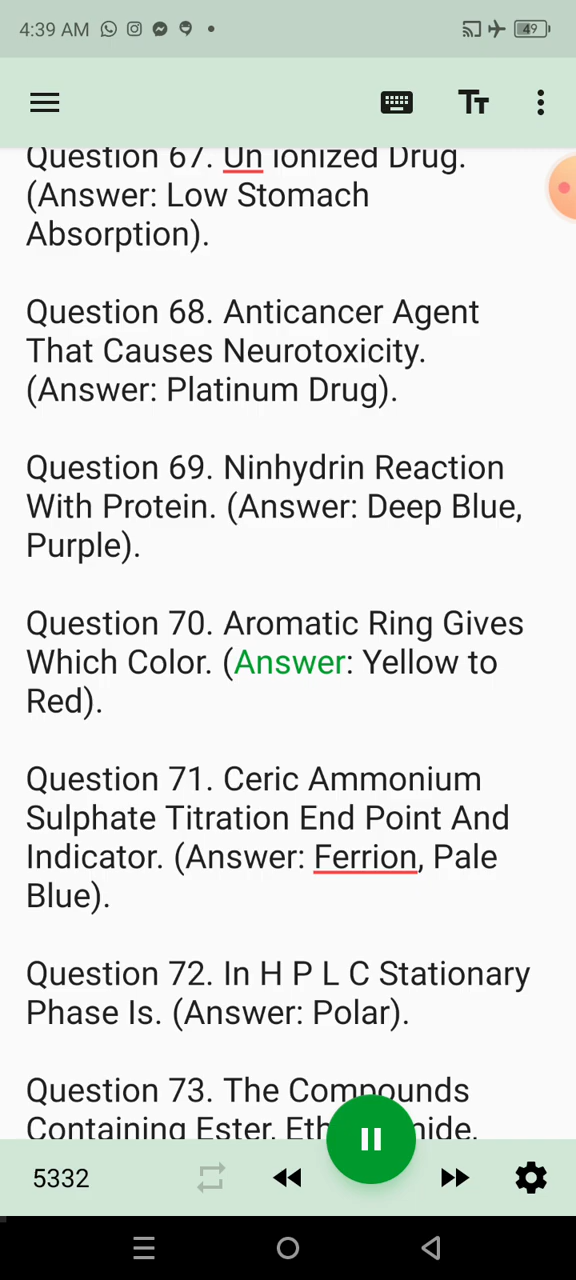 4:39 AM
49
Question 67. Un ionized Drug.
(Answer: Low Stomach
Absorption).
Question 68. Anticancer Agent
That Causes Neurotoxicity.
(Answer: Platinum Drug).
Question 69. Ninhydrin Reaction
With Protein. (Answer: Deep Blue,
Purple).
Question 70. Aromatic Ring Gives
Which Color. (Answer: Yellow to
Red).
Question 71. Ceric Ammonium
Sulphate Titration End Point And
Indicator. (Answer: Ferrion, Pale
Blue).
Question 72. In H P L C Stationary
Phase Is. (Answer: Polar).
Question 73. The Compounds
Containing Ester,
5332